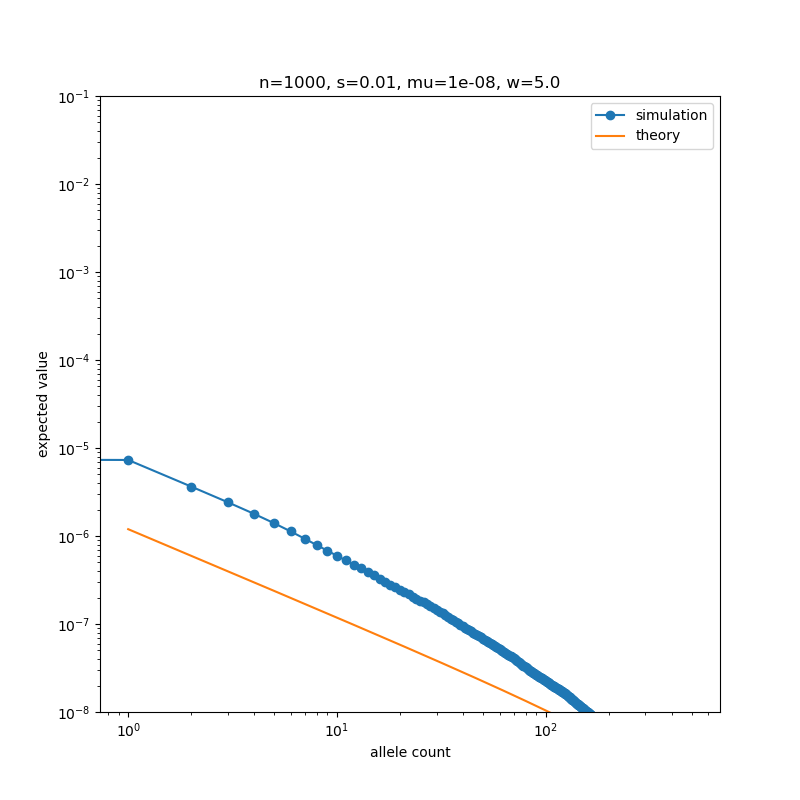 n=1000, s=0.01, mu=1e-08, w=5.0
simulation
theory
10⁻¹
10⁻²
10⁻³
10⁻⁴
10⁻⁵
10⁻⁶
10⁻⁷
10⁻⁸
expected value
10⁰ 10¹ 10²
allele count